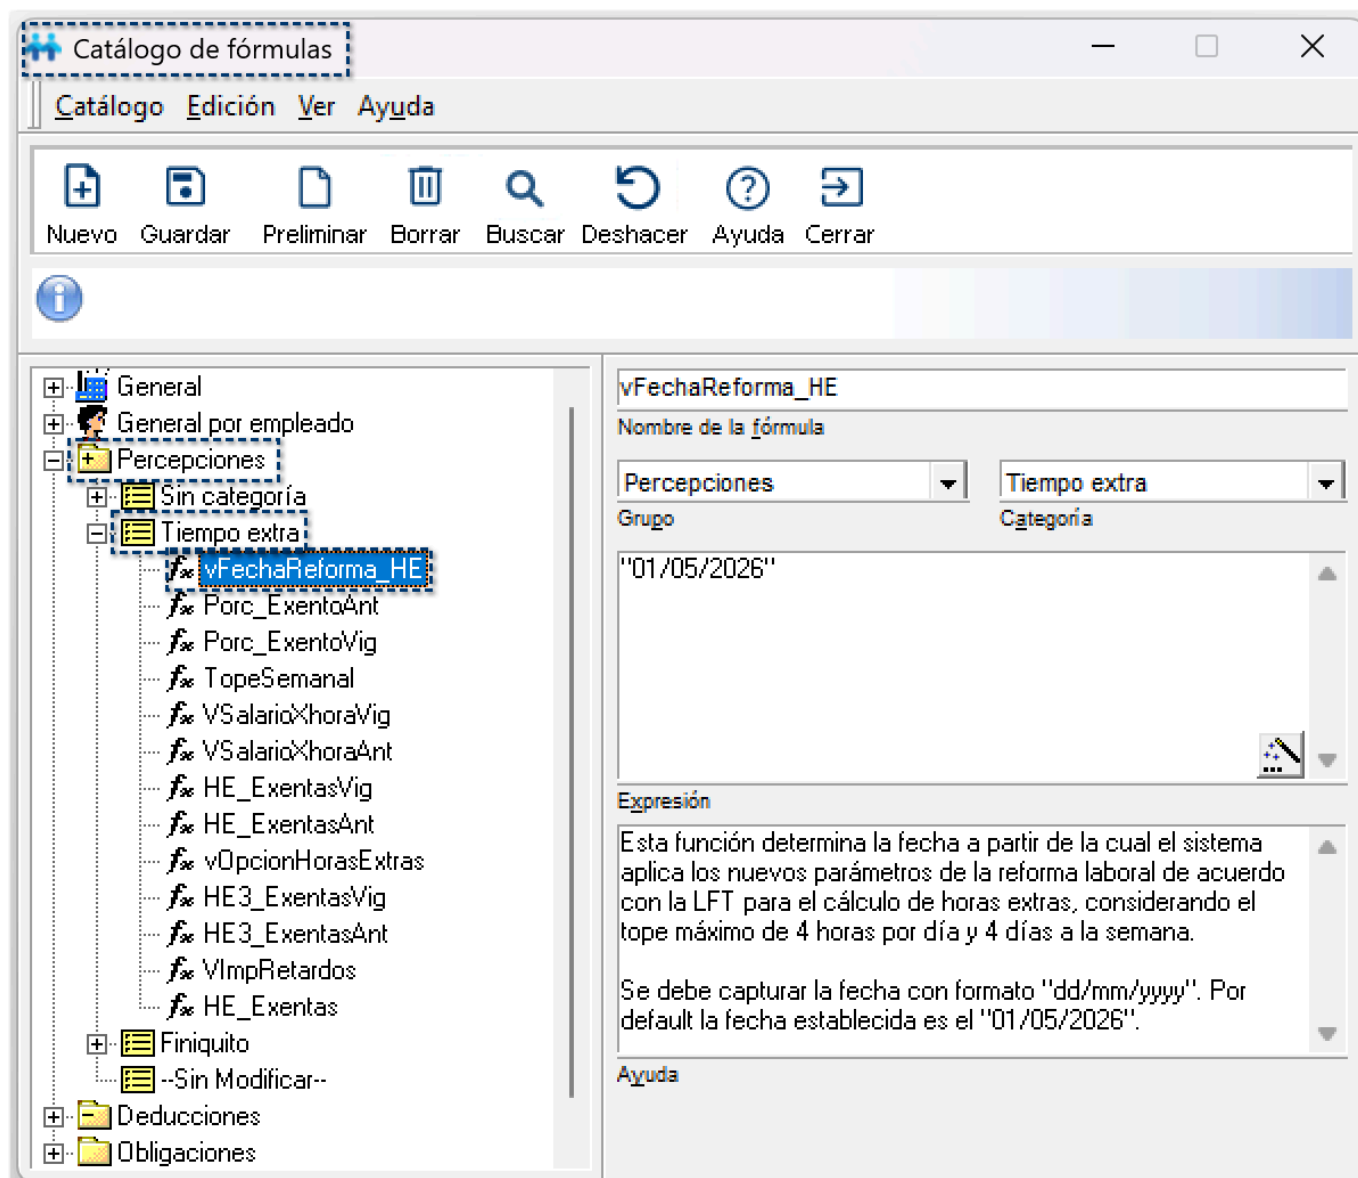 Catálogo de fórmulas
Catálogo Edición Ver Ayuda
Nuevo Guardar Preliminar Borrar Buscar Deshacer Ayuda Cerrar
General
General por empleado
Percepciones
Sin categoría
Tiempo extra
vFechaReforma_HE
Porc_ExentoAnt
Porc_ExentoVig
TopeSemanal
VSalarioXhoraVig
VSalarioXhoraAnt
HE_ExentasVig
HE_ExentasAnt
vOpcionHorasExtras
HE3_ExentasVig
HE3_ExentasAnt
VImpRetardos
HE_Exentas
Finiquito
--Sin Modificar--
Deducciones
Obligaciones
vFechaReforma_HE
Nombre de la fórmula
Percepciones Tiempo extra
Grupo Categoría
"01/05/2026"
Expresión
Esta función determina la fecha a partir de la cual el sistema
aplica los nuevos parámetros de la reforma laboral de acuerdo
con la LFT para el cálculo de horas extras, considerando el
tope máximo de 4 horas por día y 4 días a la semana.
Se debe capturar la fecha con formato "dd/mm/yyyy". Por
default la fecha establecida es el "01/05/2026".
Ayuda